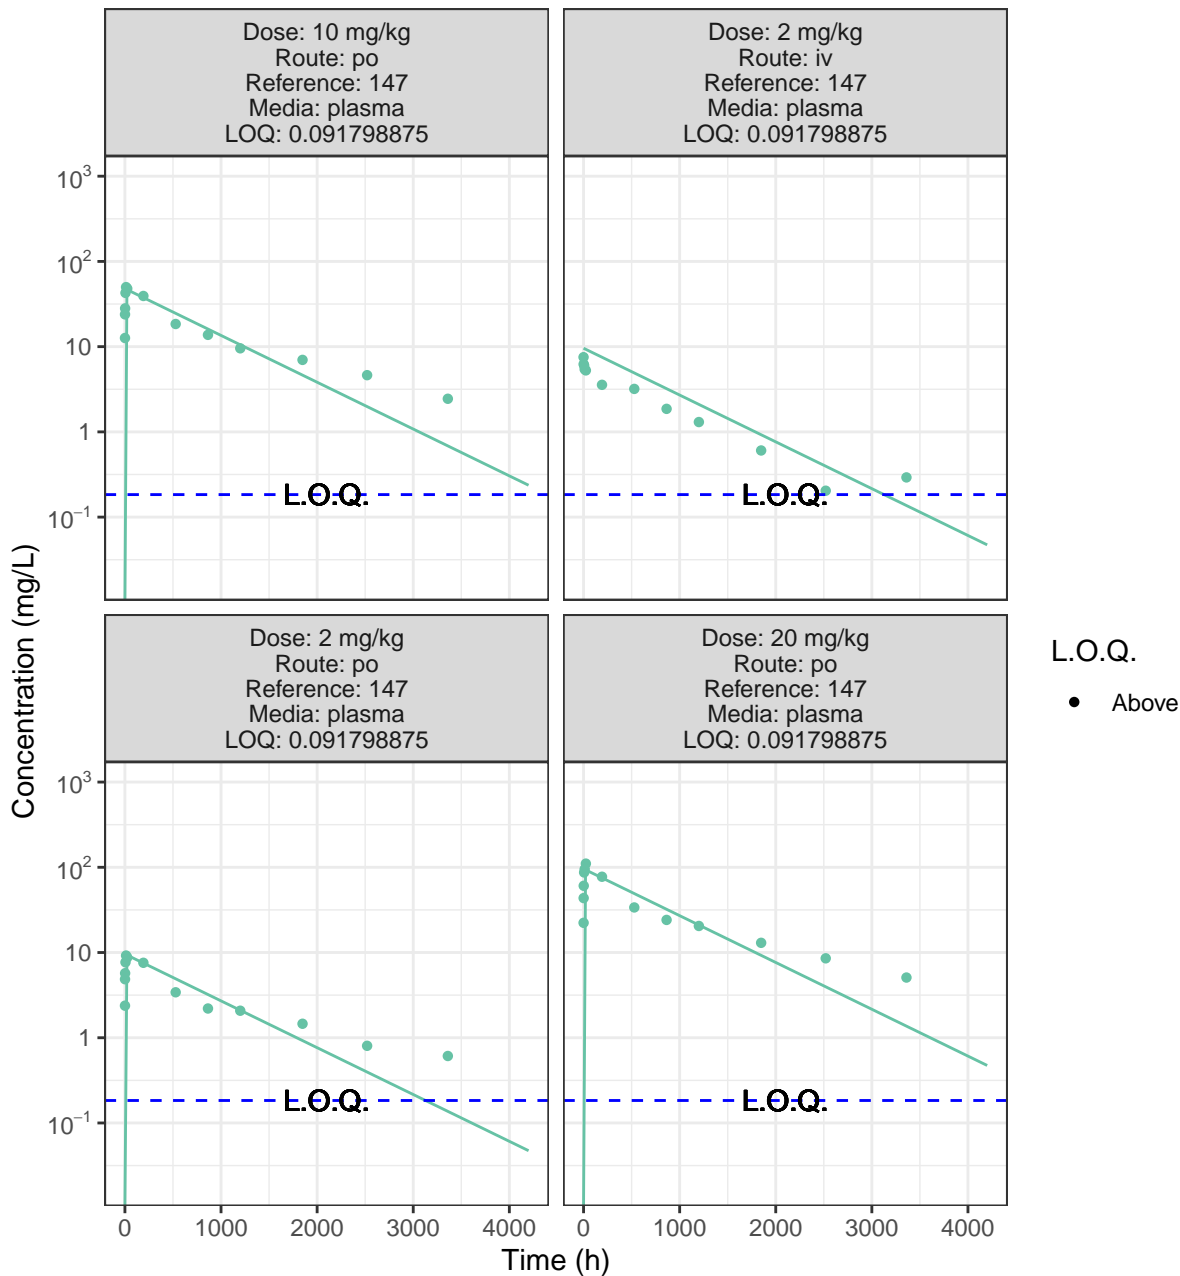 Dose: 10 mg/kg
Route: po
Reference: 147
Media: plasma
LOQ: 0.091798875
Dose: 2 mg/kg
Route: iv
Reference: 147
Media: plasma
LOQ: 0.091798875
10³
10²
10
1
10⁻¹
L.O.Q.
L.O.Q.
Dose: 2 mg/kg
Route: po
Reference: 147
Media: plasma
LOQ: 0.091798875
Dose: 20 mg/kg
Route: po
Reference: 147
Media: plasma
LOQ: 0.091798875
10³
10²
10
1
10⁻¹
L.O.Q.
L.O.Q.
0 1000 2000 3000 4000
0 1000 2000 3000 4000
Time (h)
Concentration (mg/L)
L.O.Q.
Above